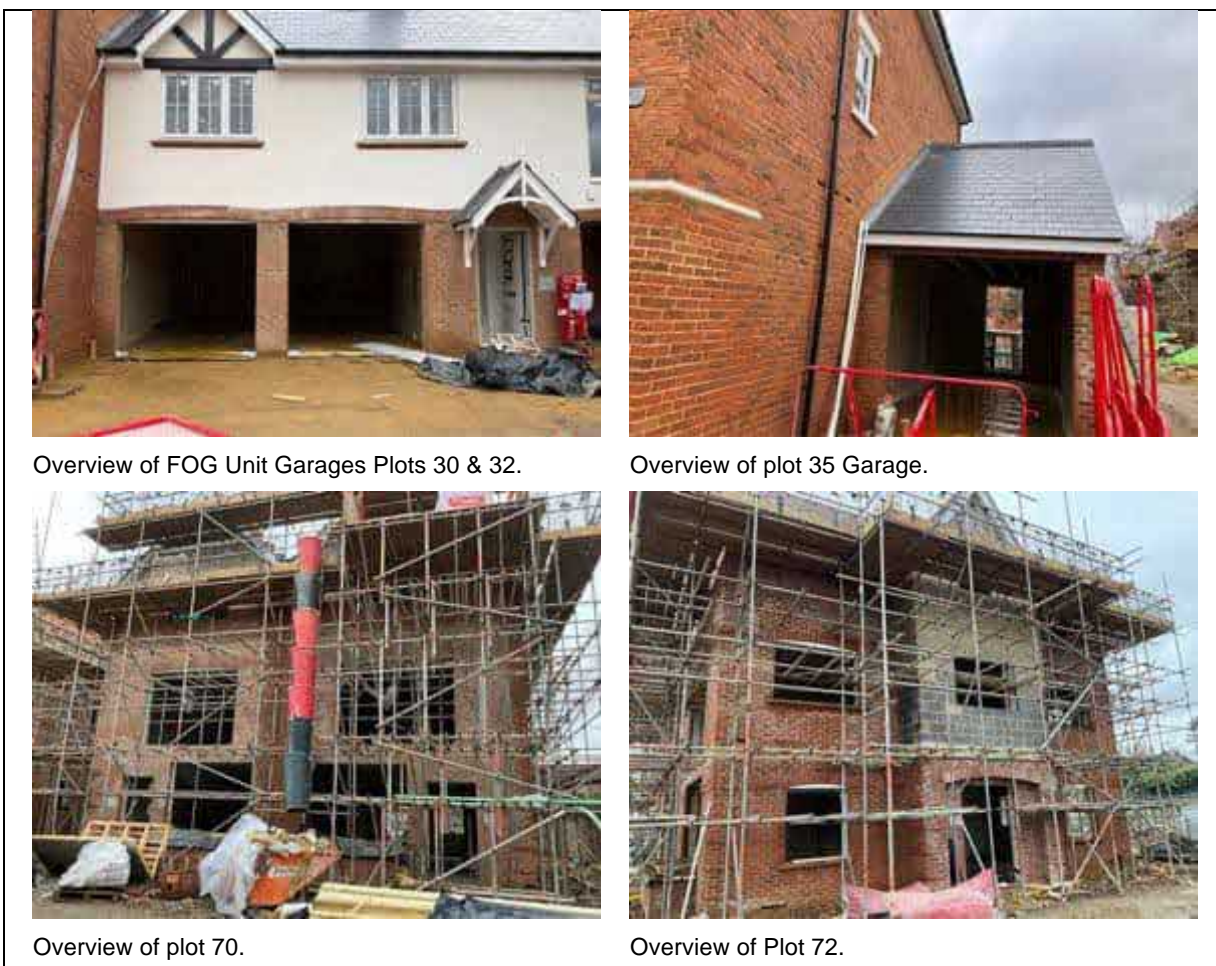 Overview of FOG Unit Garages Plots 30 & 32.
Overview of plot 35 Garage.
Overview of plot 70.
Overview of Plot 72.